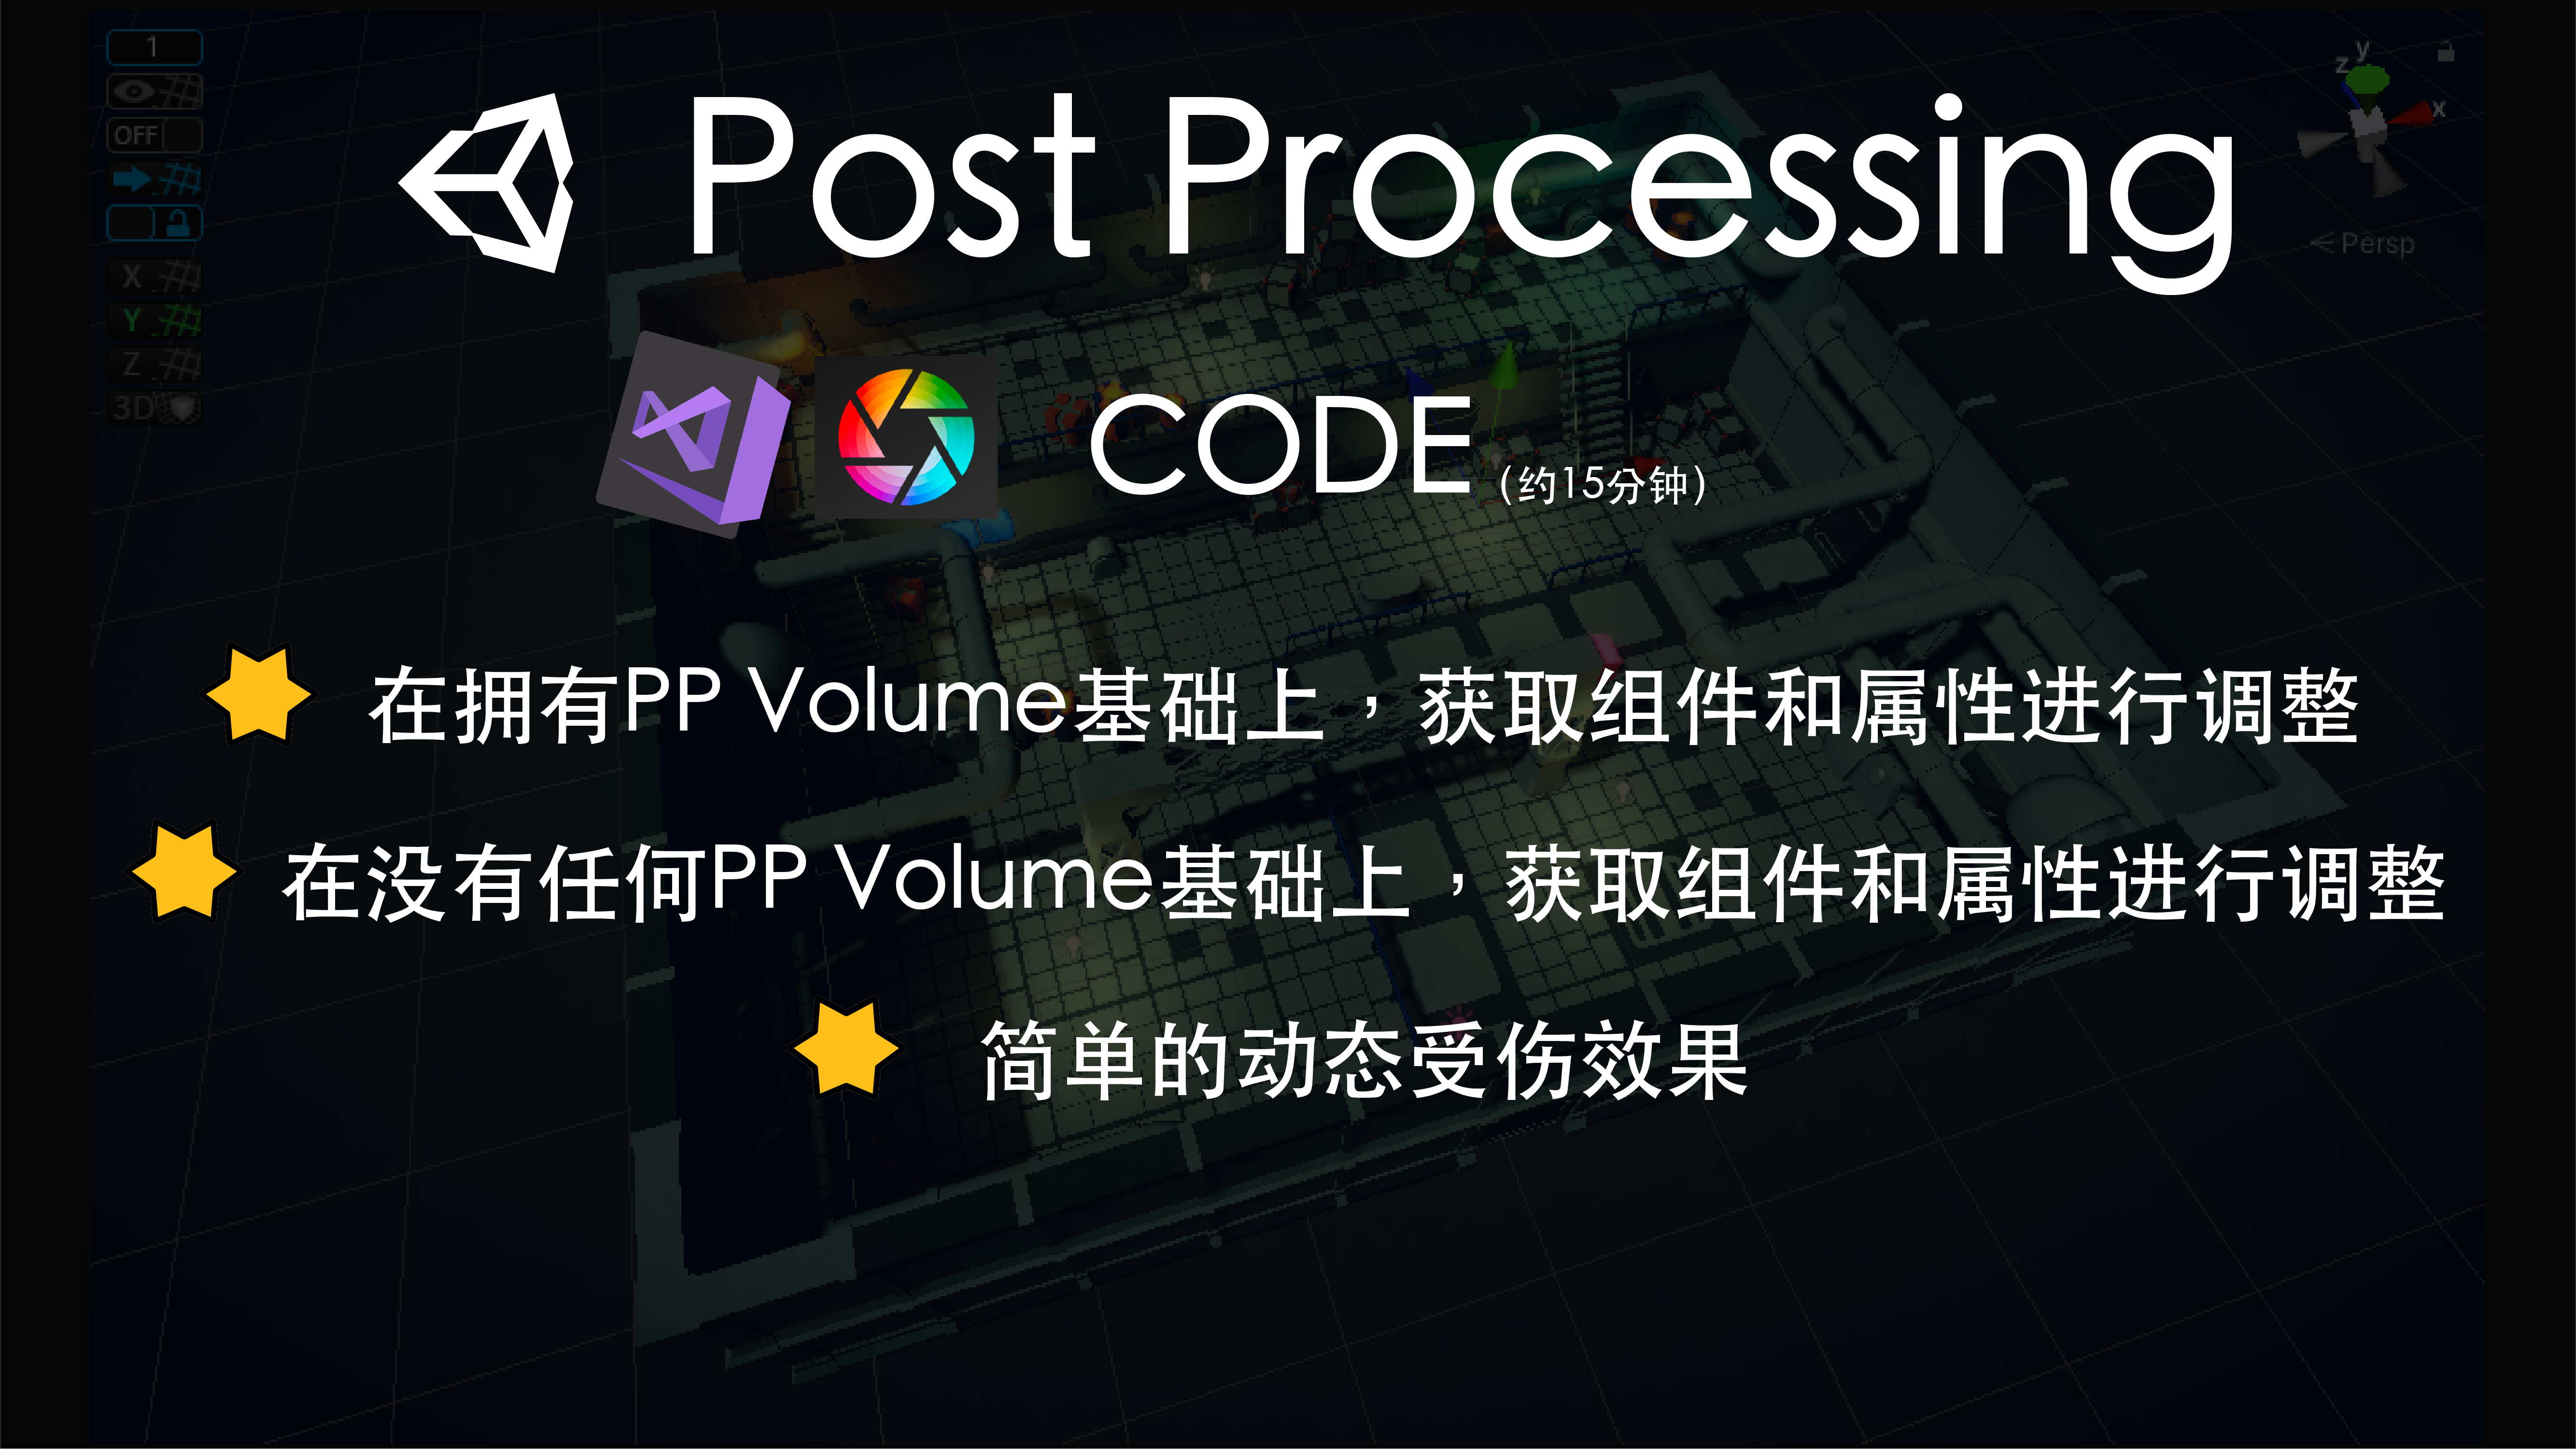 1
Post Processing
OFF
X
Y
Z
3D
y
z
x
Persp
CODE (约15分钟)
在拥有PP Volume基础上，获取组件和属性进行调整
在没有任何PP Volume基础上，获取组件和属性进行调整
简单的动态受伤效果